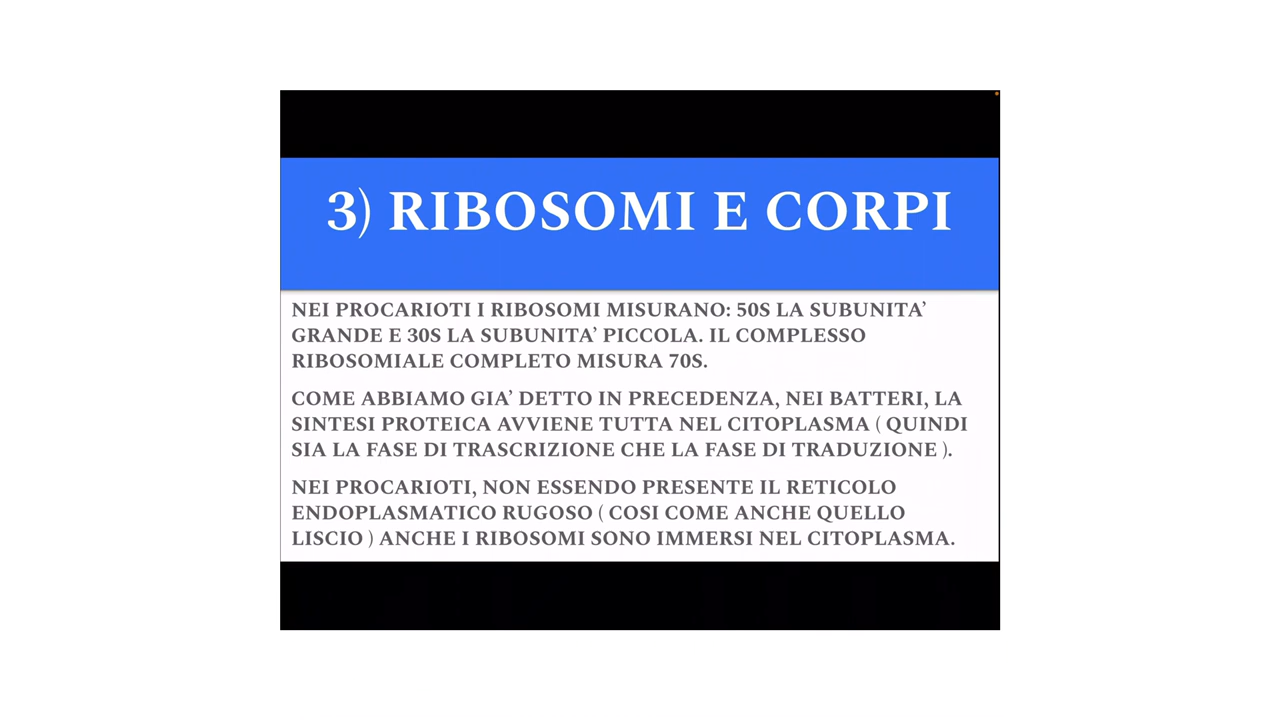 3) RIBOSOMI E CORPI
NEI PROCARIOTI I RIBOSOMI MISURANO: 50S LA SUBUNITA’
GRANDE E 30S LA SUBUNITA’ PICCOLA. IL COMPLESSO
RIBOSOMIALE COMPLETO MISURA 70S.
COME ABBIAMO GIA’ DETTO IN PRECEDENZA, NEI BATTERI, LA
SINTESI PROTEICA AVVIENE TUTTA NEL CITOPLASMA ( QUINDI
SIA LA FASE DI TRASCRIZIONE CHE LA FASE DI TRADUZIONE ).
NEI PROCARIOTI, NON ESSENDO PRESENTE IL RETICOLO
ENDOPLASMATICO RUGOSO ( COSI COME ANCHE QUELLO
LISCIO ) ANCHE I RIBOSOMI SONO IMMERSI NEL CITOPLASMA.